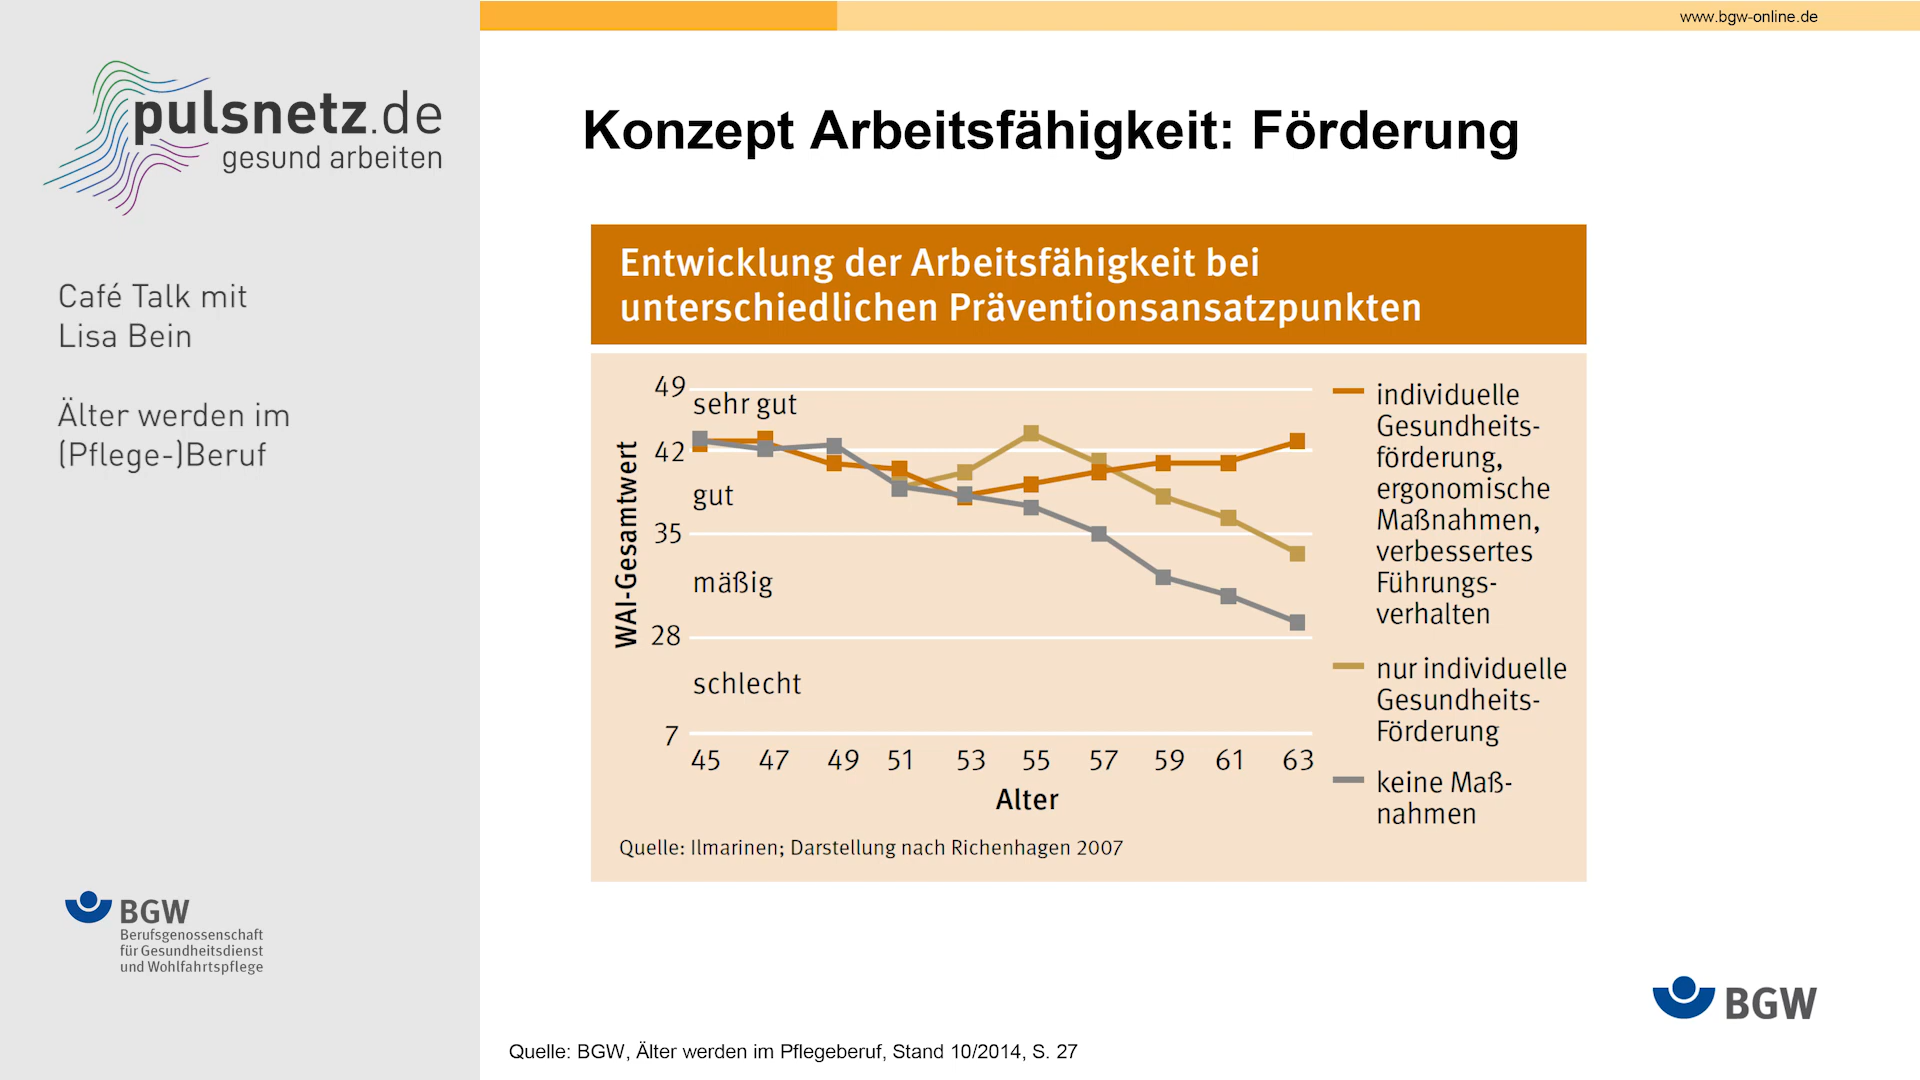 www.bgw-online.de
pulsnetz.de
gesund arbeiten
Café Talk mit
Lisa Bein
Älter werden im
(Pflege-)Beruf
BGW
Berufsgenossenschaft
für Gesundheitsdienst
und Wohlfahrtspflege
Konzept Arbeitsfähigkeit: Förderung
Entwicklung der Arbeitsfähigkeit bei
unterschiedlichen Präventionsansatzpunkten
WAI-Gesamtwert
49
sehr gut
42
gut
35
mäßig
28
schlecht
7
45 47 49 51 53 55 57 59 61 63
Alter
individuelle
Gesundheits-
förderung,
ergonomische
Maßnahmen,
verbessertes
Führungs-
verhalten
nur individuelle
Gesundheits-
Förderung
keine Maß-
nahmen
Quelle: Ilmarinen; Darstellung nach Richenhagen 2007
BGW
Quelle: BGW, Älter werden im Pflegeberuf, Stand 10/2014, S. 27